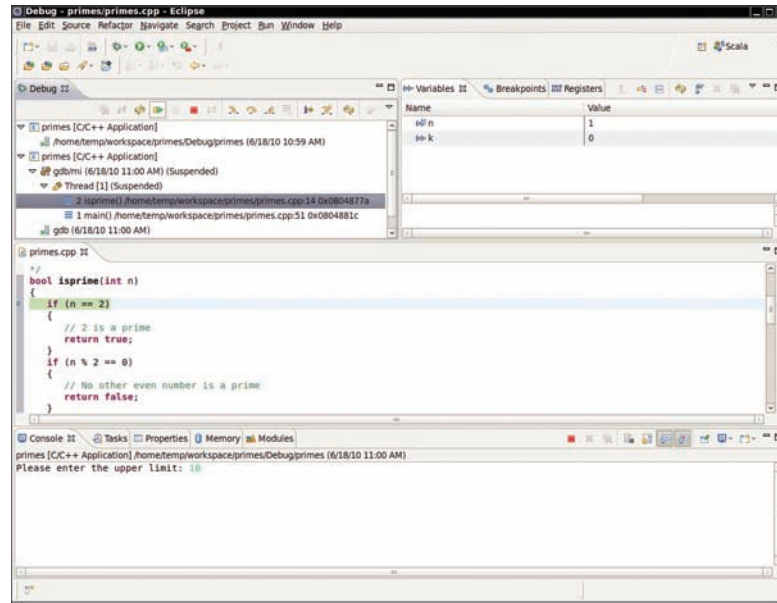 Debug - primes/primes.cpp - Eclipse
File Edit Source Refactor Navigate Search Project Run Window Help
Scala
Debug
Variables Breakpoints Registers
Name Value
primes [C/C++ Application]
/home/temp/workspace/primes/Debug/primes (6/18/10 10:59 AM)
primes [C/C++ Application]
gdb/mi (6/18/10 11:00 AM) (Suspended)
Thread [1] (Suspended)
2 isprime() /home/temp/workspace/primes/primes.cpp:14 0x0804877a
1 main() /home/temp/workspace/primes/primes.cpp:51 0x0804881c
gdb (6/18/10 11:00 AM)
n 1
k 0
primes.cpp
*/
bool isprime(int n)
{
if (n == 2)
{
// 2 is a prime
return true;
}
if (n % 2 == 0)
{
// No other even number is a prime
return false;
}
Console Tasks Properties Memory Modules
primes [C/C++ Application] /home/temp/workspace/primes/Debug/primes (6/18/10 11:00 AM)
Please enter the upper limit: 10